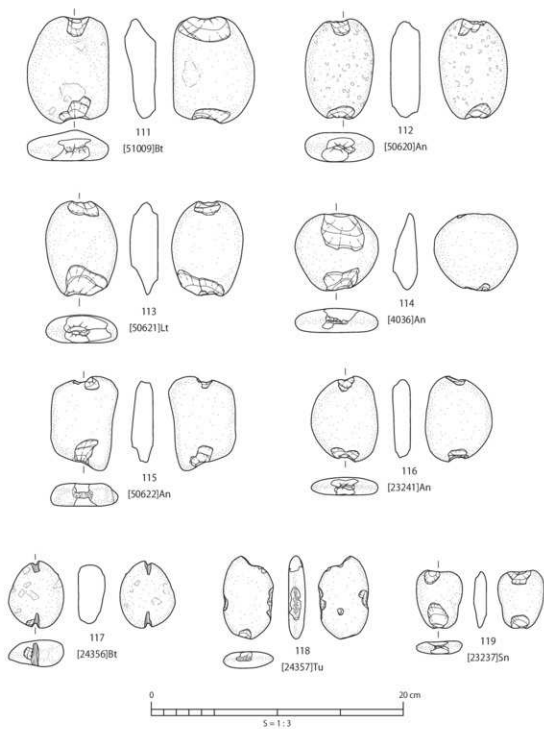 111
[51009]Bt
112
[50620]An
113
[50621]Lt
114
[4036]An
115
[50622]An
116
[23241]An
117
[24356]Bt
118
[24357]Tu
119
[23237]Sn
0 20 cm
S = 1 : 3